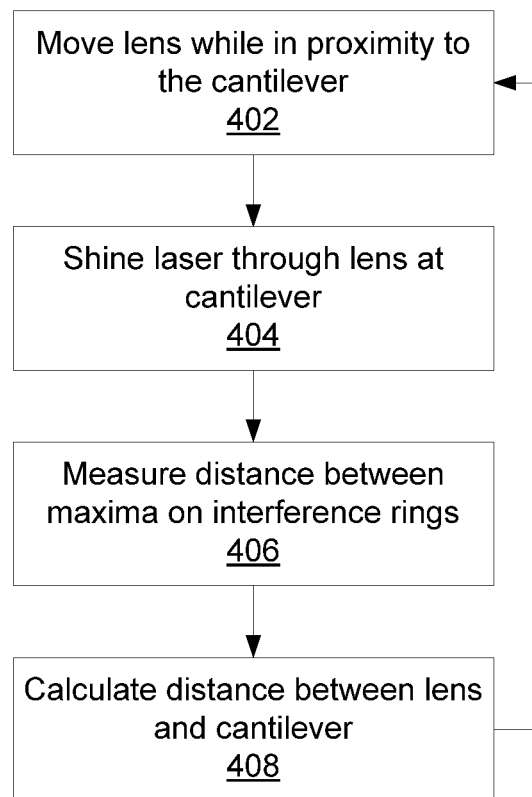 Move lens while in proximity to
the cantilever
402
Shine laser through lens at
cantilever
404
Measure distance between
maxima on interference rings
406
Calculate distance between lens
and cantilever
408